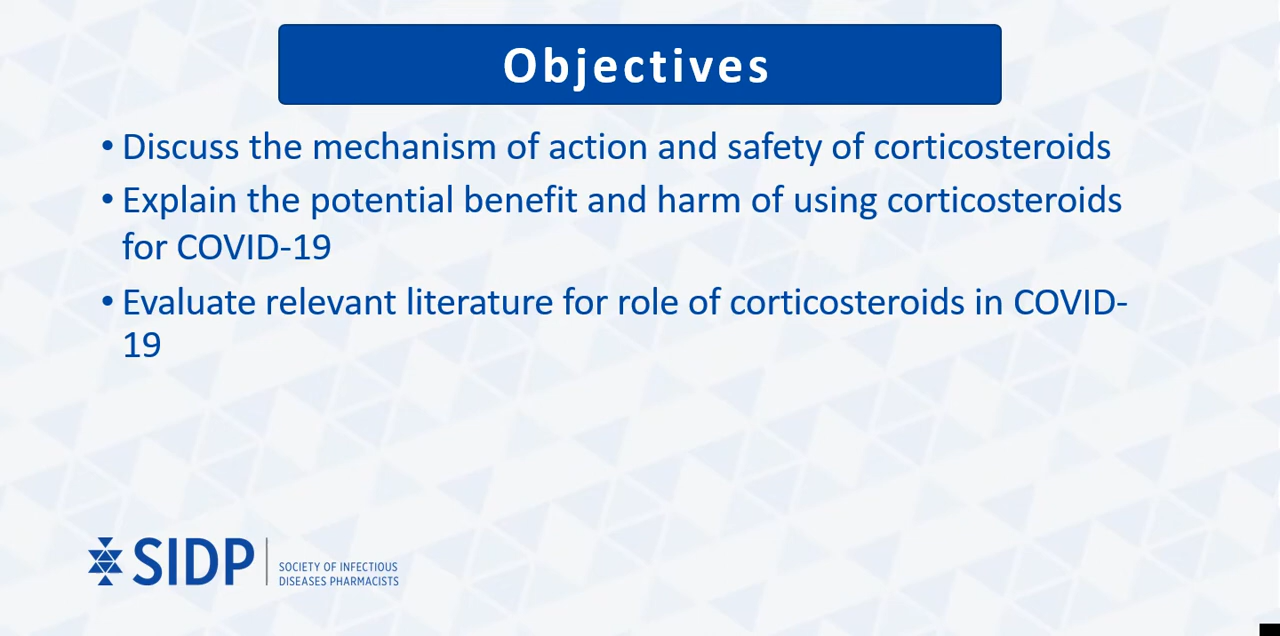 Objectives
• Discuss the mechanism of action and safety of corticosteroids
• Explain the potential benefit and harm of using corticosteroids
for COVID-19
• Evaluate relevant literature for role of corticosteroids in COVID-
19
SIDP
SOCIETY OF INFECTIOUS
DISEASES PHARMACISTS